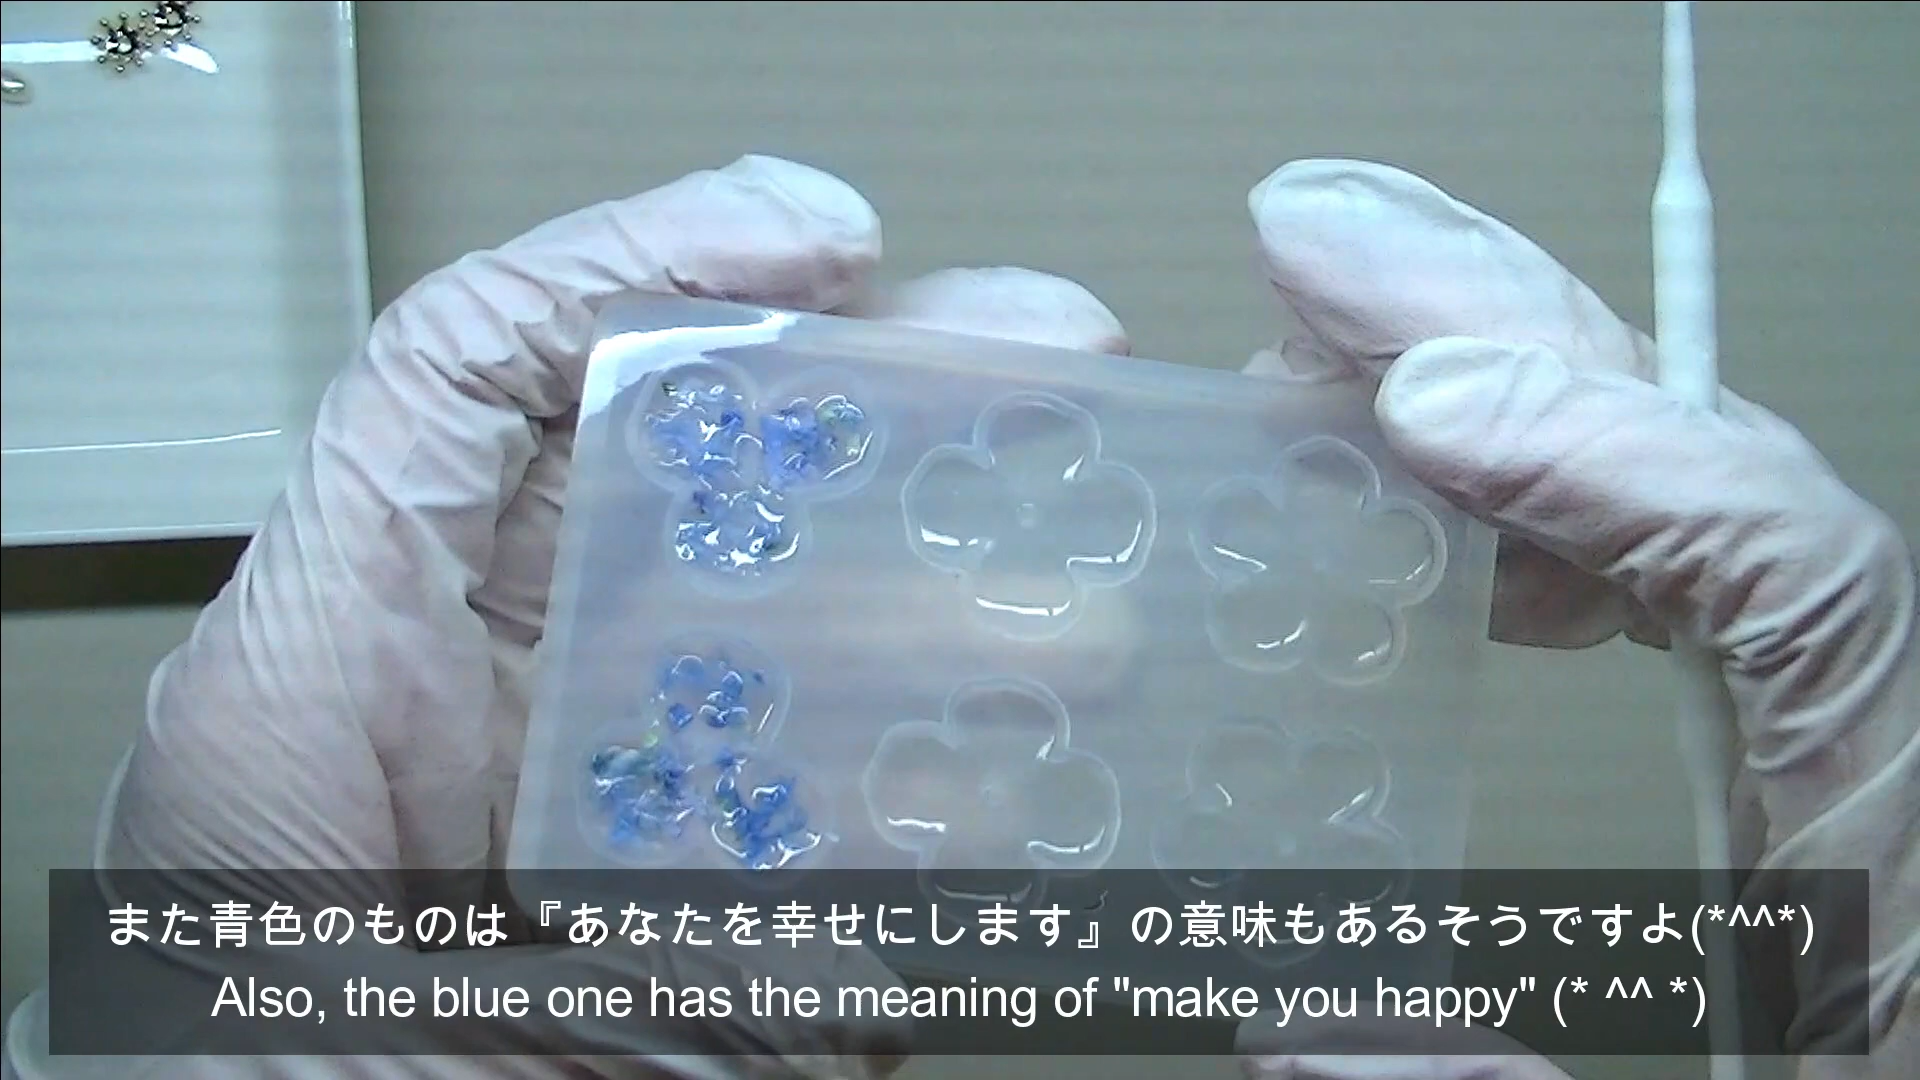 また青色のものは『あなたを幸せにします』の意味もあるそうですよ(*^^*)
Also, the blue one has the meaning of "make you happy" (* ^^ *)